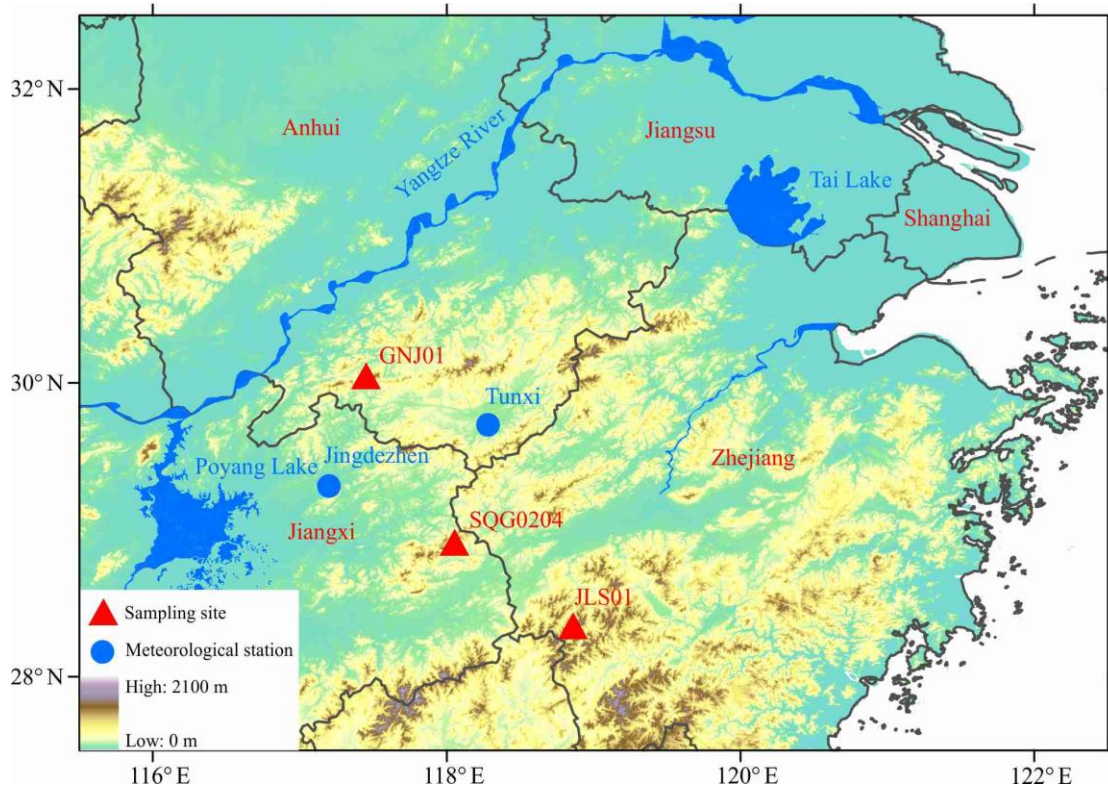 32°N
Anhui
Jiangsu
Yangtze River
Tai Lake
Shanghai
GNJ01
30°N
Tunxi
Poyang Lake
Jingdezhen
Zhejiang
Jiangxi
SQG0204
JLS01
Sampling site
Meteorological station
28°N
High: 2100 m
Low: 0 m
116°E
118°E
120°E
122°E